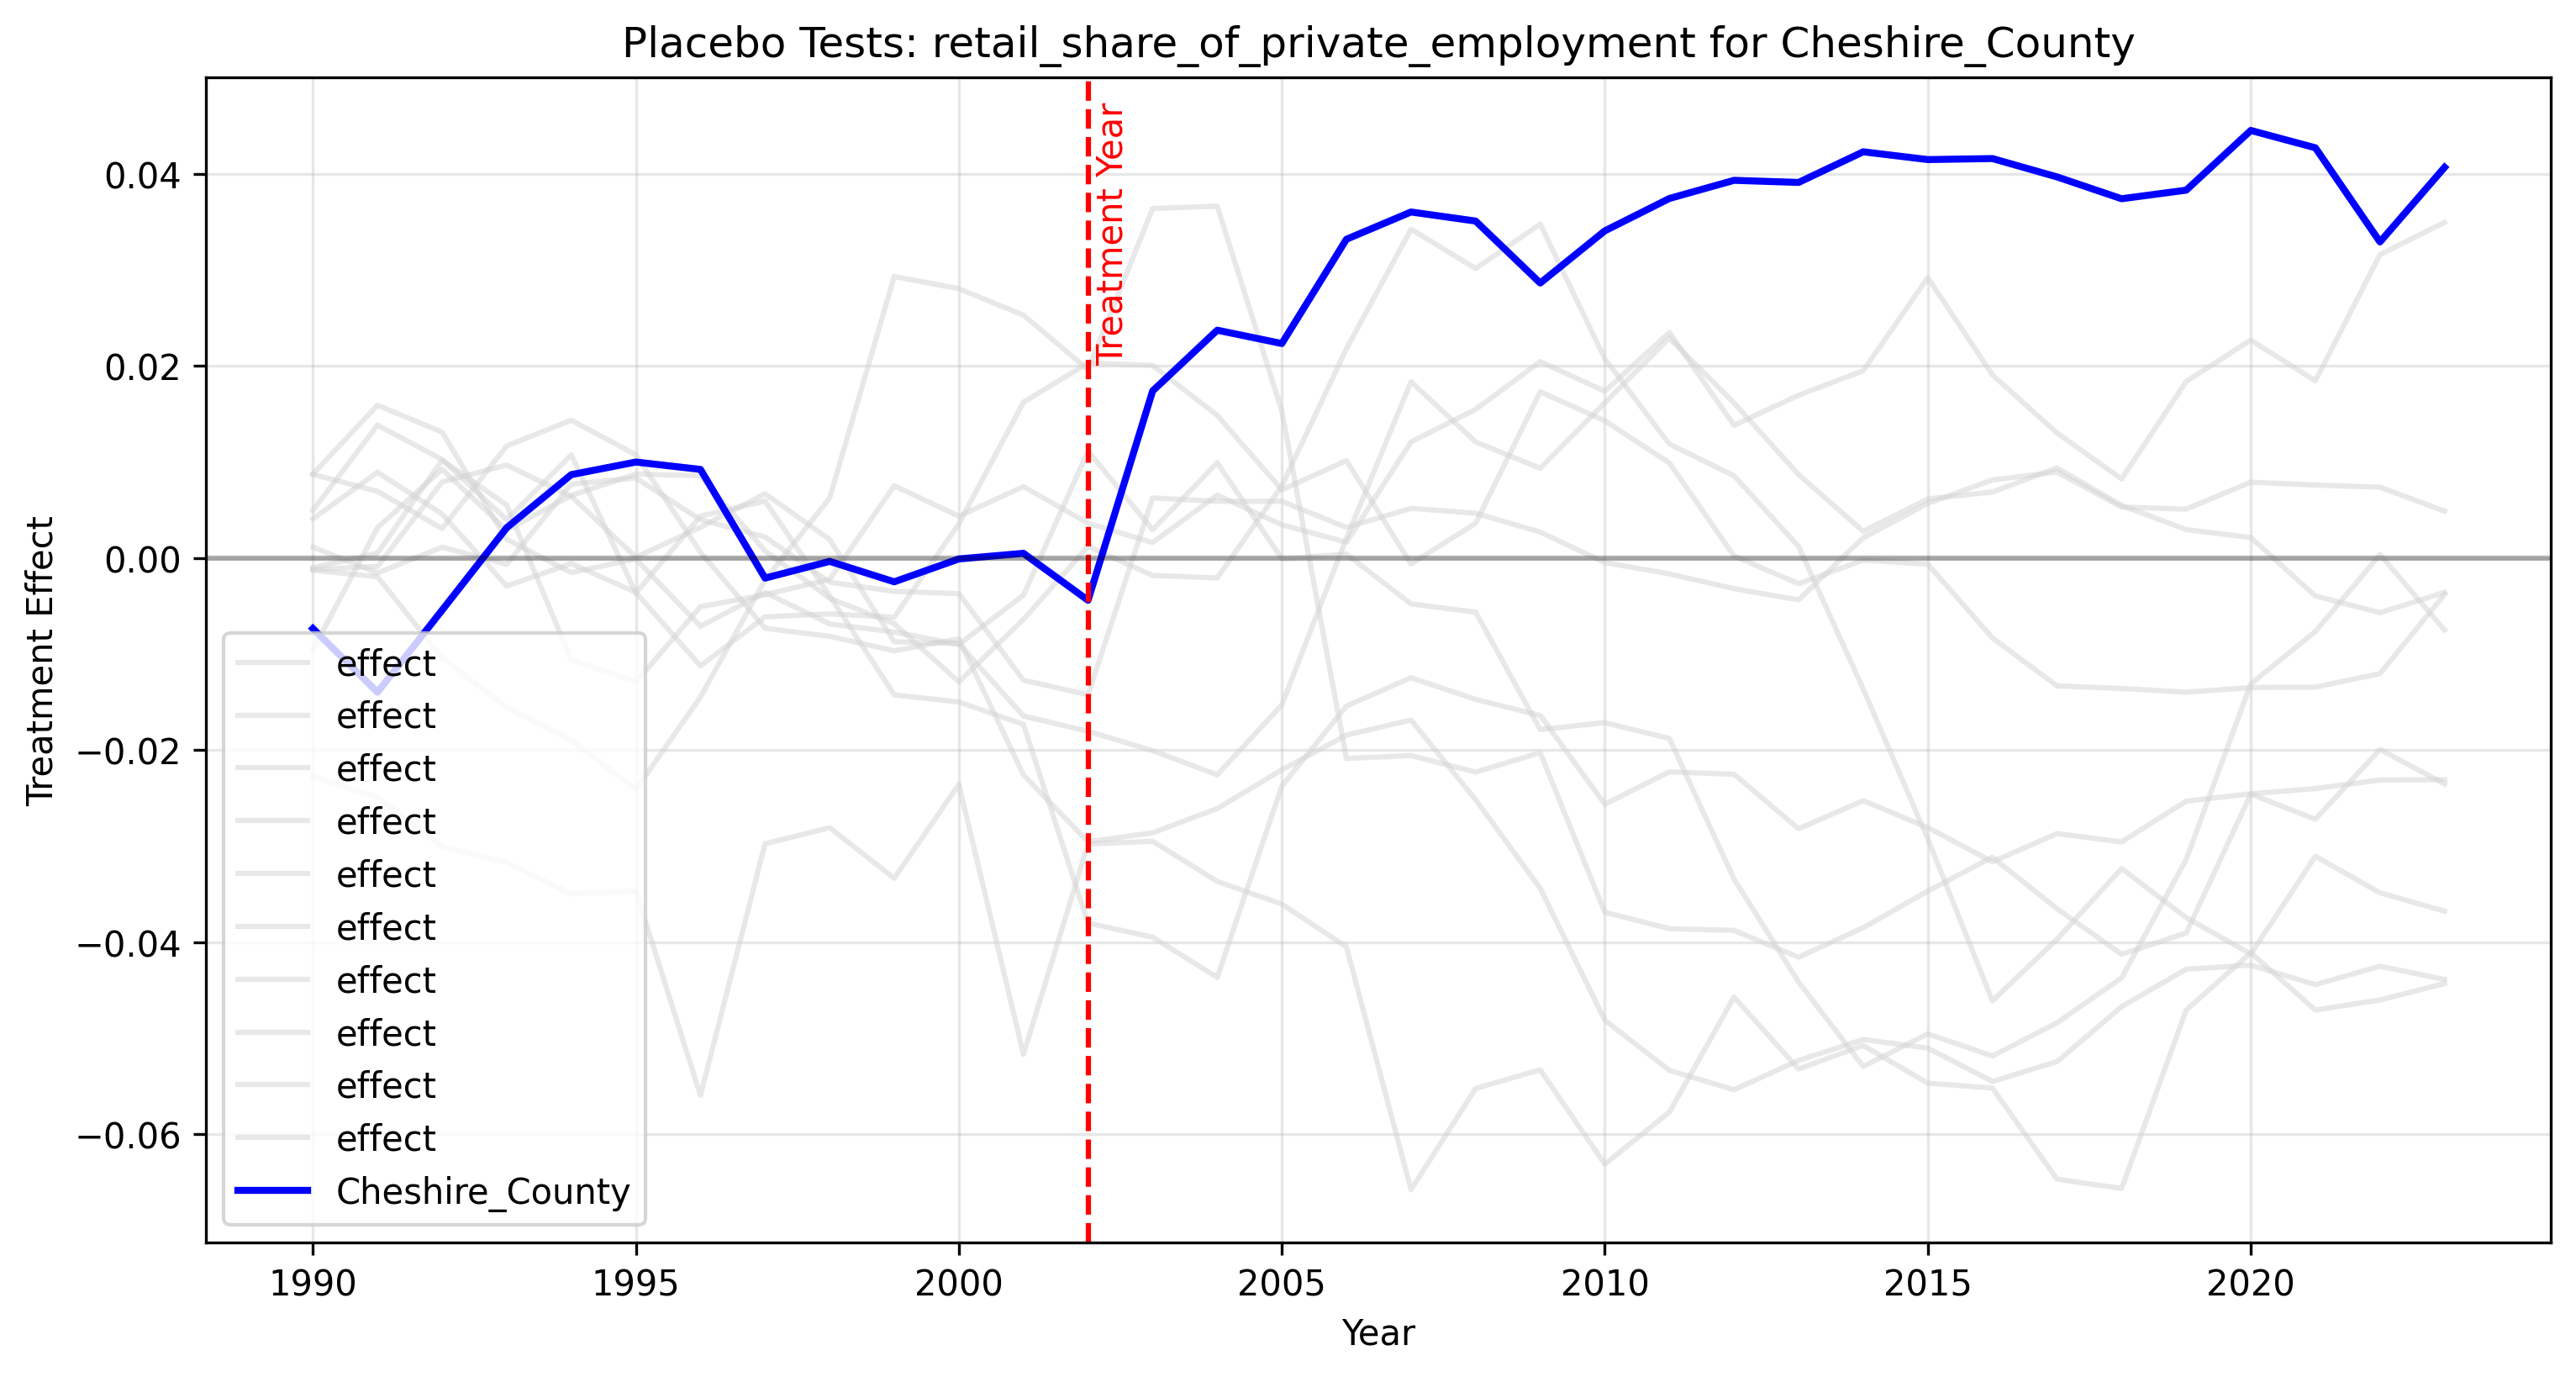 Placebo Tests: retail_share_of_private_employment for Cheshire_County
Treatment Effect
0.04
0.02
0.00
−0.02
−0.04
−0.06
Treatment Year
effect
effect
effect
effect
effect
effect
effect
effect
effect
effect
Cheshire_County
1990 1995 2000 2005 2010 2015 2020
Year